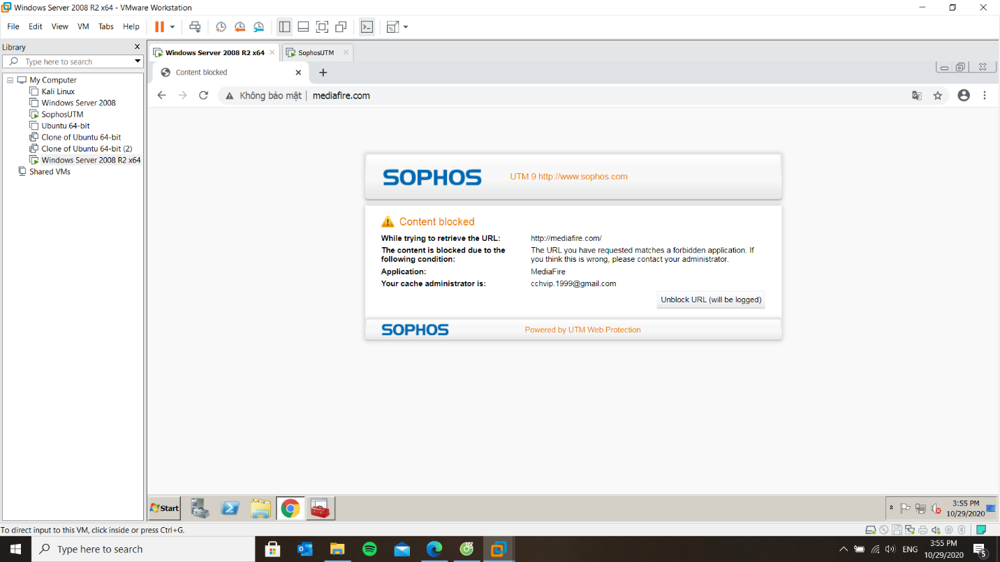 Windows Server 2008 R2 x64 - VMware Workstation
File Edit View VM Tabs Help
Library
Type here to search
My Computer
Kali Linux
Windows Server 2008
SophosUTM
Ubuntu 64-bit
Clone of Ubuntu 64-bit
Clone of Ubuntu 64-bit (2)
Windows Server 2008 R2 x64
Shared VMs
Windows Server 2008 R2 x64 SophosUTM
Content blocked
Không bảo mật mediafire.com
SOPHOS UTM 9 http://www.sophos.com
Content blocked
While trying to retrieve the URL: http://mediafire.com/
The content is blocked due to the following condition: The URL you have requested matches a forbidden application. If
you think this is wrong, please contact your administrator.
Application: MediaFire
Your cache administrator is: cchvip.1999@gmail.com
Unblock URL (will be logged)
SOPHOS Powered by UTM Web Protection
Start
3:55 PM
10/29/2020
To direct input to this VM, click inside or press Ctrl+G.
Type here to search
ENG
3:55 PM
10/29/2020
5